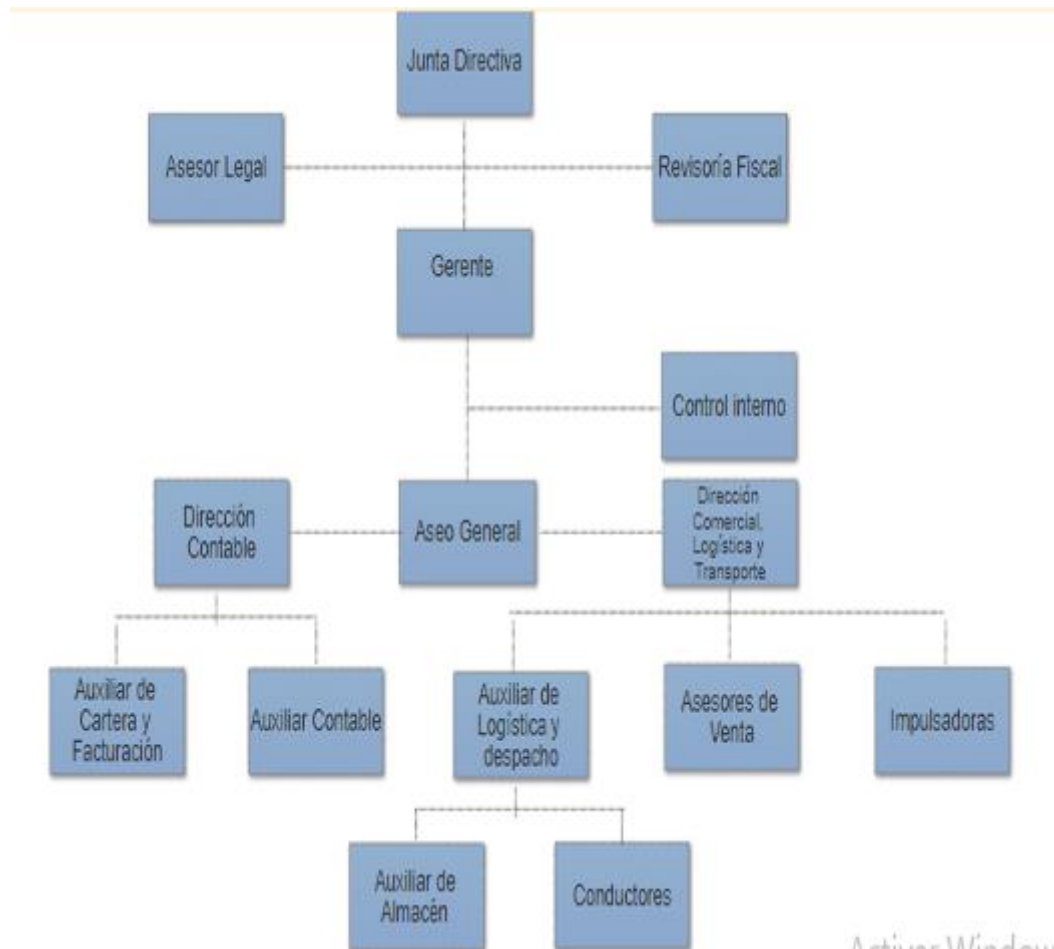 Junta Directiva
Asesor Legal
Revisoría Fiscal
Gerente
Control interno
Dirección
Contable
Aseo General
Dirección
Comercial,
Logística y
Transporte
Auxiliar de
Cartera y
Facturación
Auxiliar Contable
Auxiliar de
Logística y
despacho
Asesores de
Venta
Impulsadoras
Auxiliar de
Almacén
Conductores